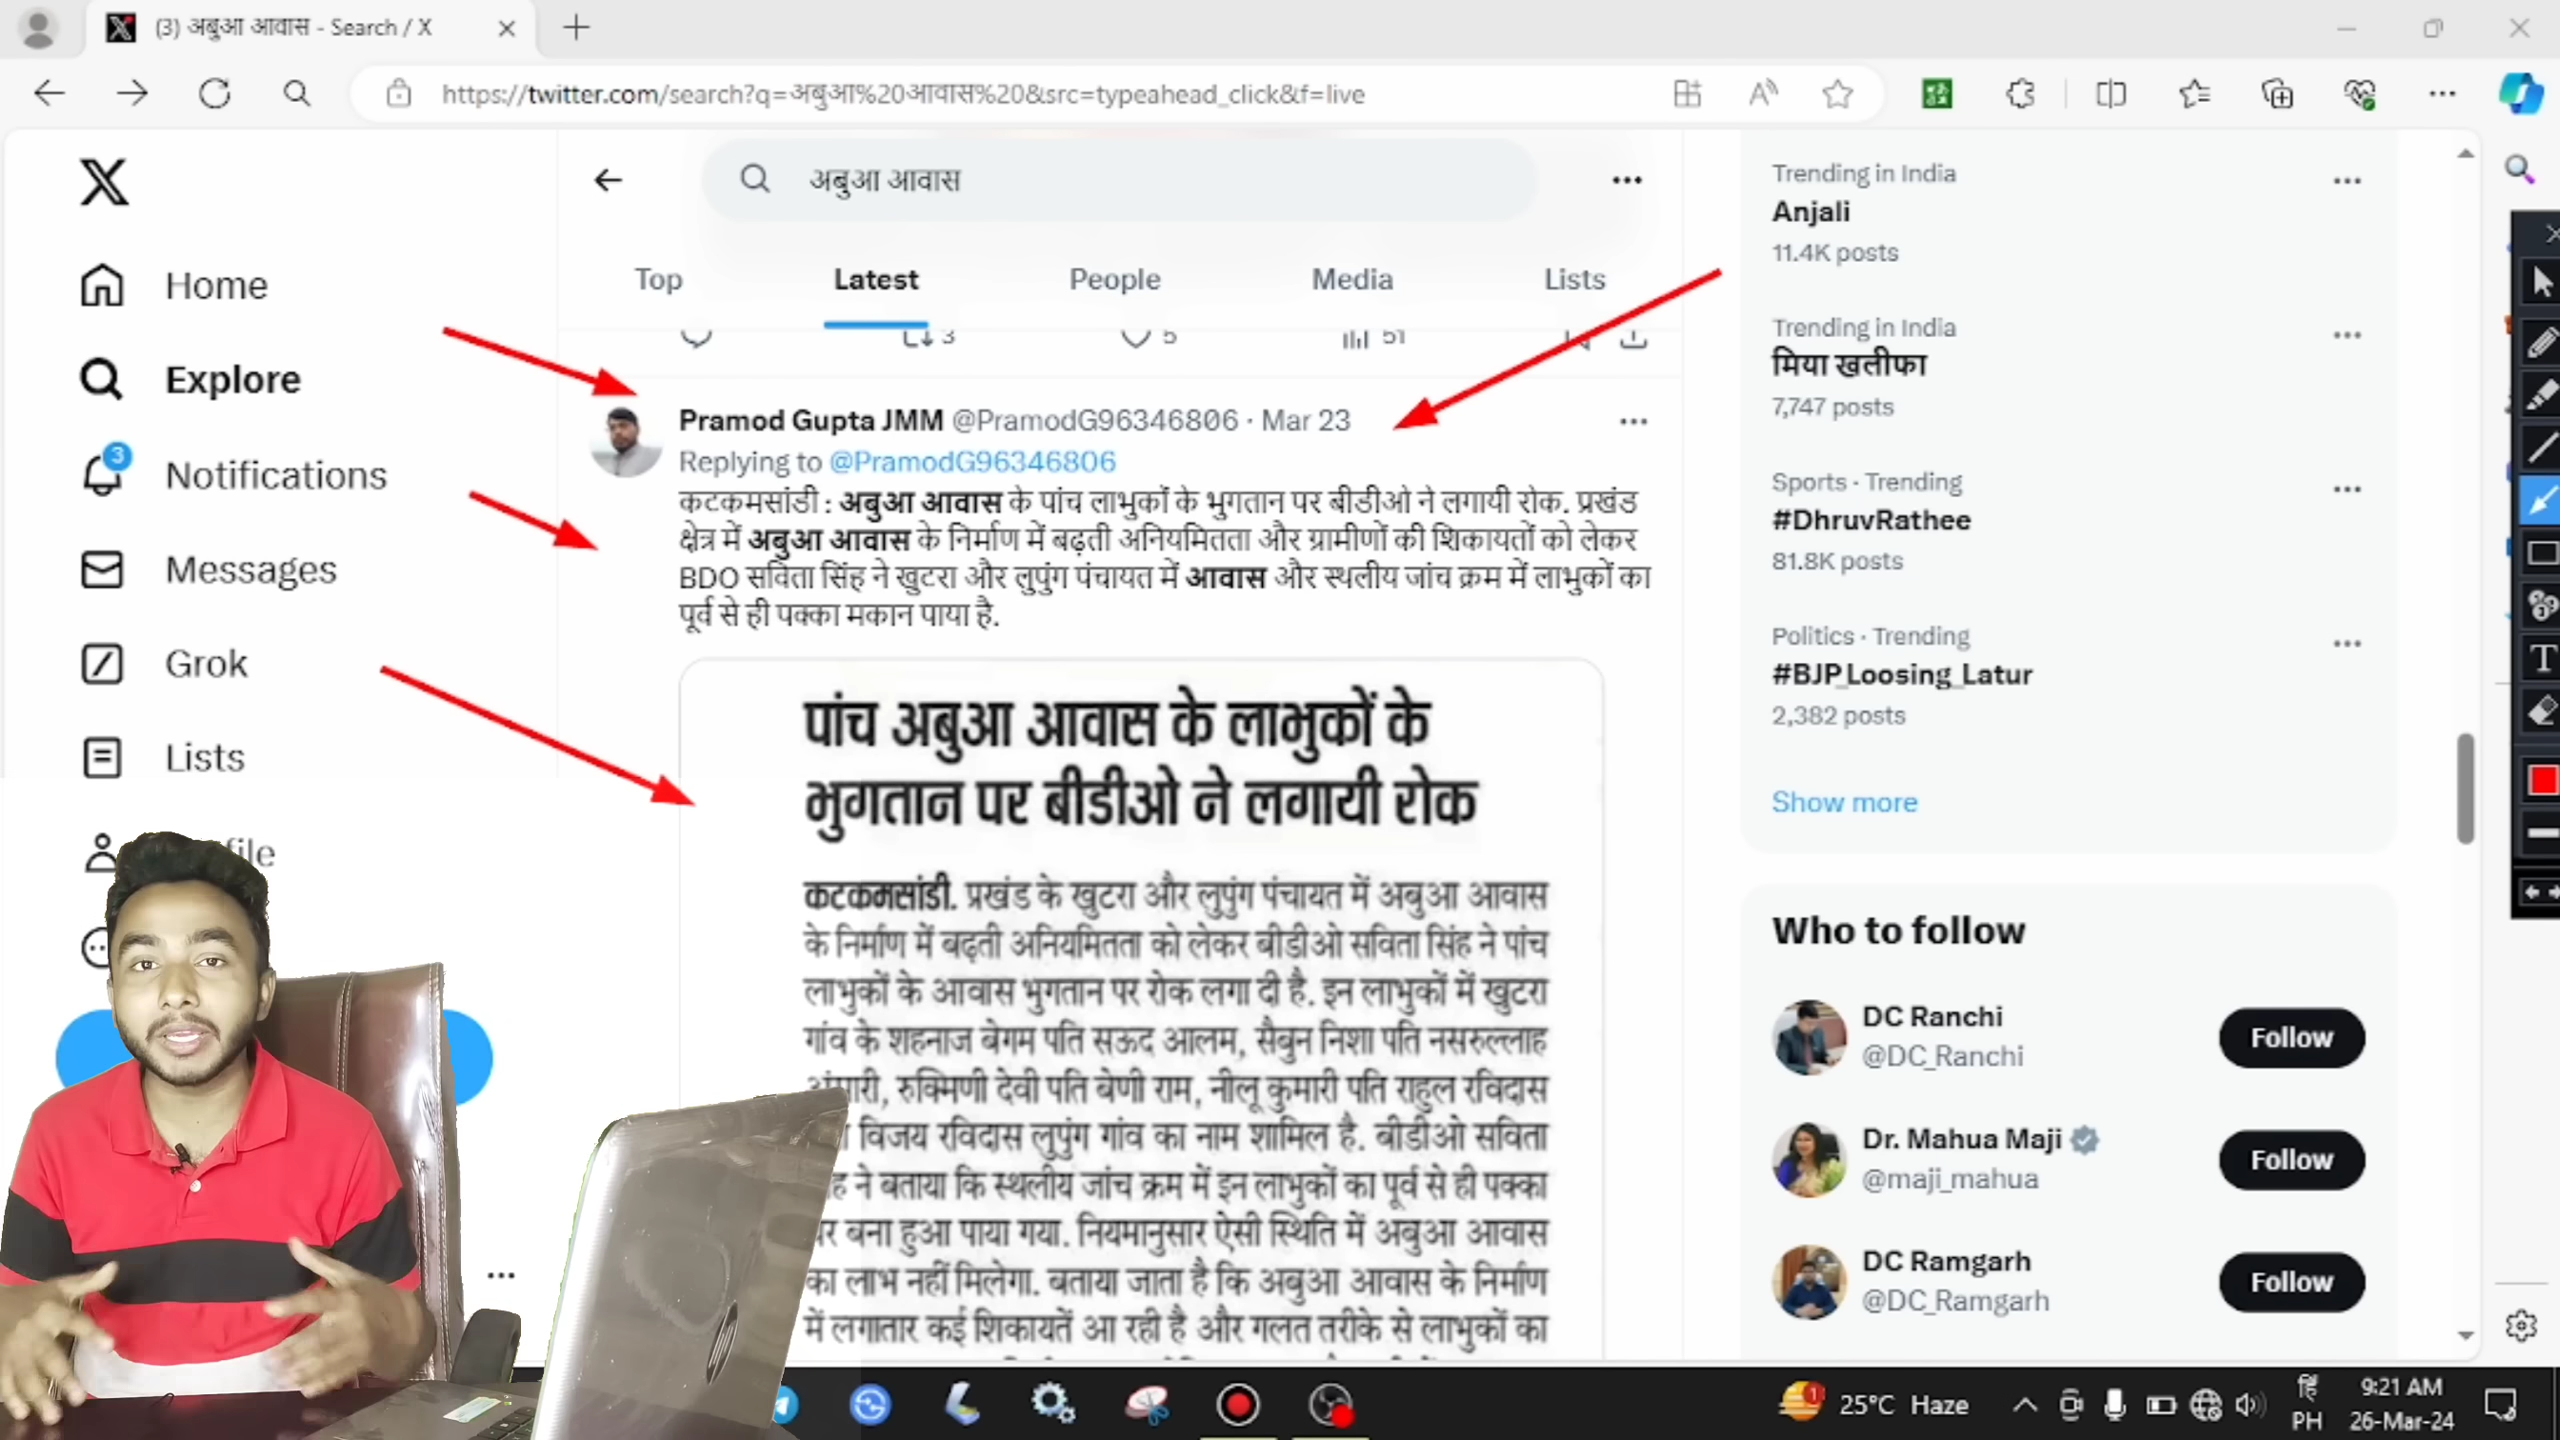 (3) अबुआ आवास - Search / X
https://twitter.com/search?q=अबुआ%20आवास%20&src=typeahead_click&f=live
अबुआ आवास
Top
Latest
People
Media
Lists
3
5
51
Home
Explore
3
Notifications
Messages
Grok
Lists
Pramod Gupta JMM @PramodG96346806 · Mar 23
Replying to @PramodG96346806
कटकमसांडी : अबुआ आवास के पांच लाभुकों के भुगतान पर बीडीओ ने लगायी रोक. प्रखंड
क्षेत्र में अबुआ आवास के निर्माण में बढ़ती अनियमितता और ग्रामीणों की शिकायतों को लेकर
BDO सविता सिंह ने खुटरा और लुपुंग पंचायत में आवास और स्थलीय जांच क्रम में लाभुकों का
पूर्व से ही पक्का मकान पाया है.
पांच अबुआ आवास के लाभुकों के
भुगतान पर बीडीओ ने लगायी रोक
कटकमसांडी. प्रखंड के खुटरा और लुपुंग पंचायत में अबुआ आवास
के निर्माण में बढ़ती अनियमितता को लेकर बीडीओ सविता सिंह ने पांच
लाभुकों के आवास भुगतान पर रोक लगा दी है. इन लाभुकों में खुटरा
गांव के शहनाज बेगम पति सऊद आलम, सैबुन निशा पति नसरुल्लाह
रुक्मिणी देवी पति बेणी राम, नीलू कुमारी पति राहुल रविदास
विजय रविदास लुपुंग गांव का नाम शामिल है. बीडीओ सविता
ने बताया कि स्थलीय जांच क्रम में इन लाभुकों का पूर्व से ही पक्का
बना हुआ पाया गया. नियमानुसार ऐसी स्थिति में अबुआ आवास
का लाभ नहीं मिलेगा. बताया जाता है कि अबुआ आवास के निर्माण
में लगातार कई शिकायतें आ रही है और गलत तरीके से लाभुकों का
Trending in India
Anjali
11.4K posts
Trending in India
मिया खलीफा
7,747 posts
Sports · Trending
#DhruvRathee
81.8K posts
Politics · Trending
#BJP_Loosing_Latur
2,382 posts
Show more
Who to follow
DC Ranchi
@DC_Ranchi
Follow
Dr. Mahua Maji
@maji_mahua
Follow
DC Ramgarh
@DC_Ramgarh
Follow
1
25°C Haze
हि
PH
9:21 AM
26-Mar-24